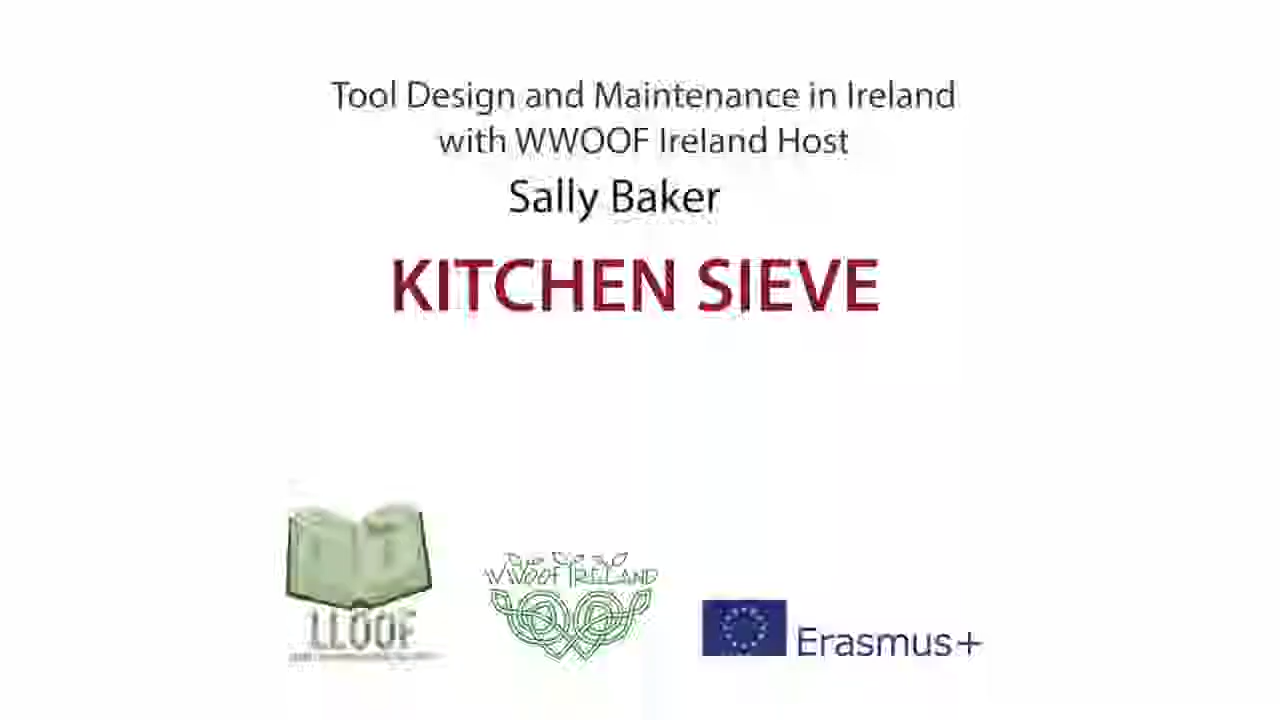 Tool Design and Maintenance in Ireland
with WWOOF Ireland Host
Sally Baker
KITCHEN SIEVE
WWOOF IRELAND
LLOOF
Erasmus+